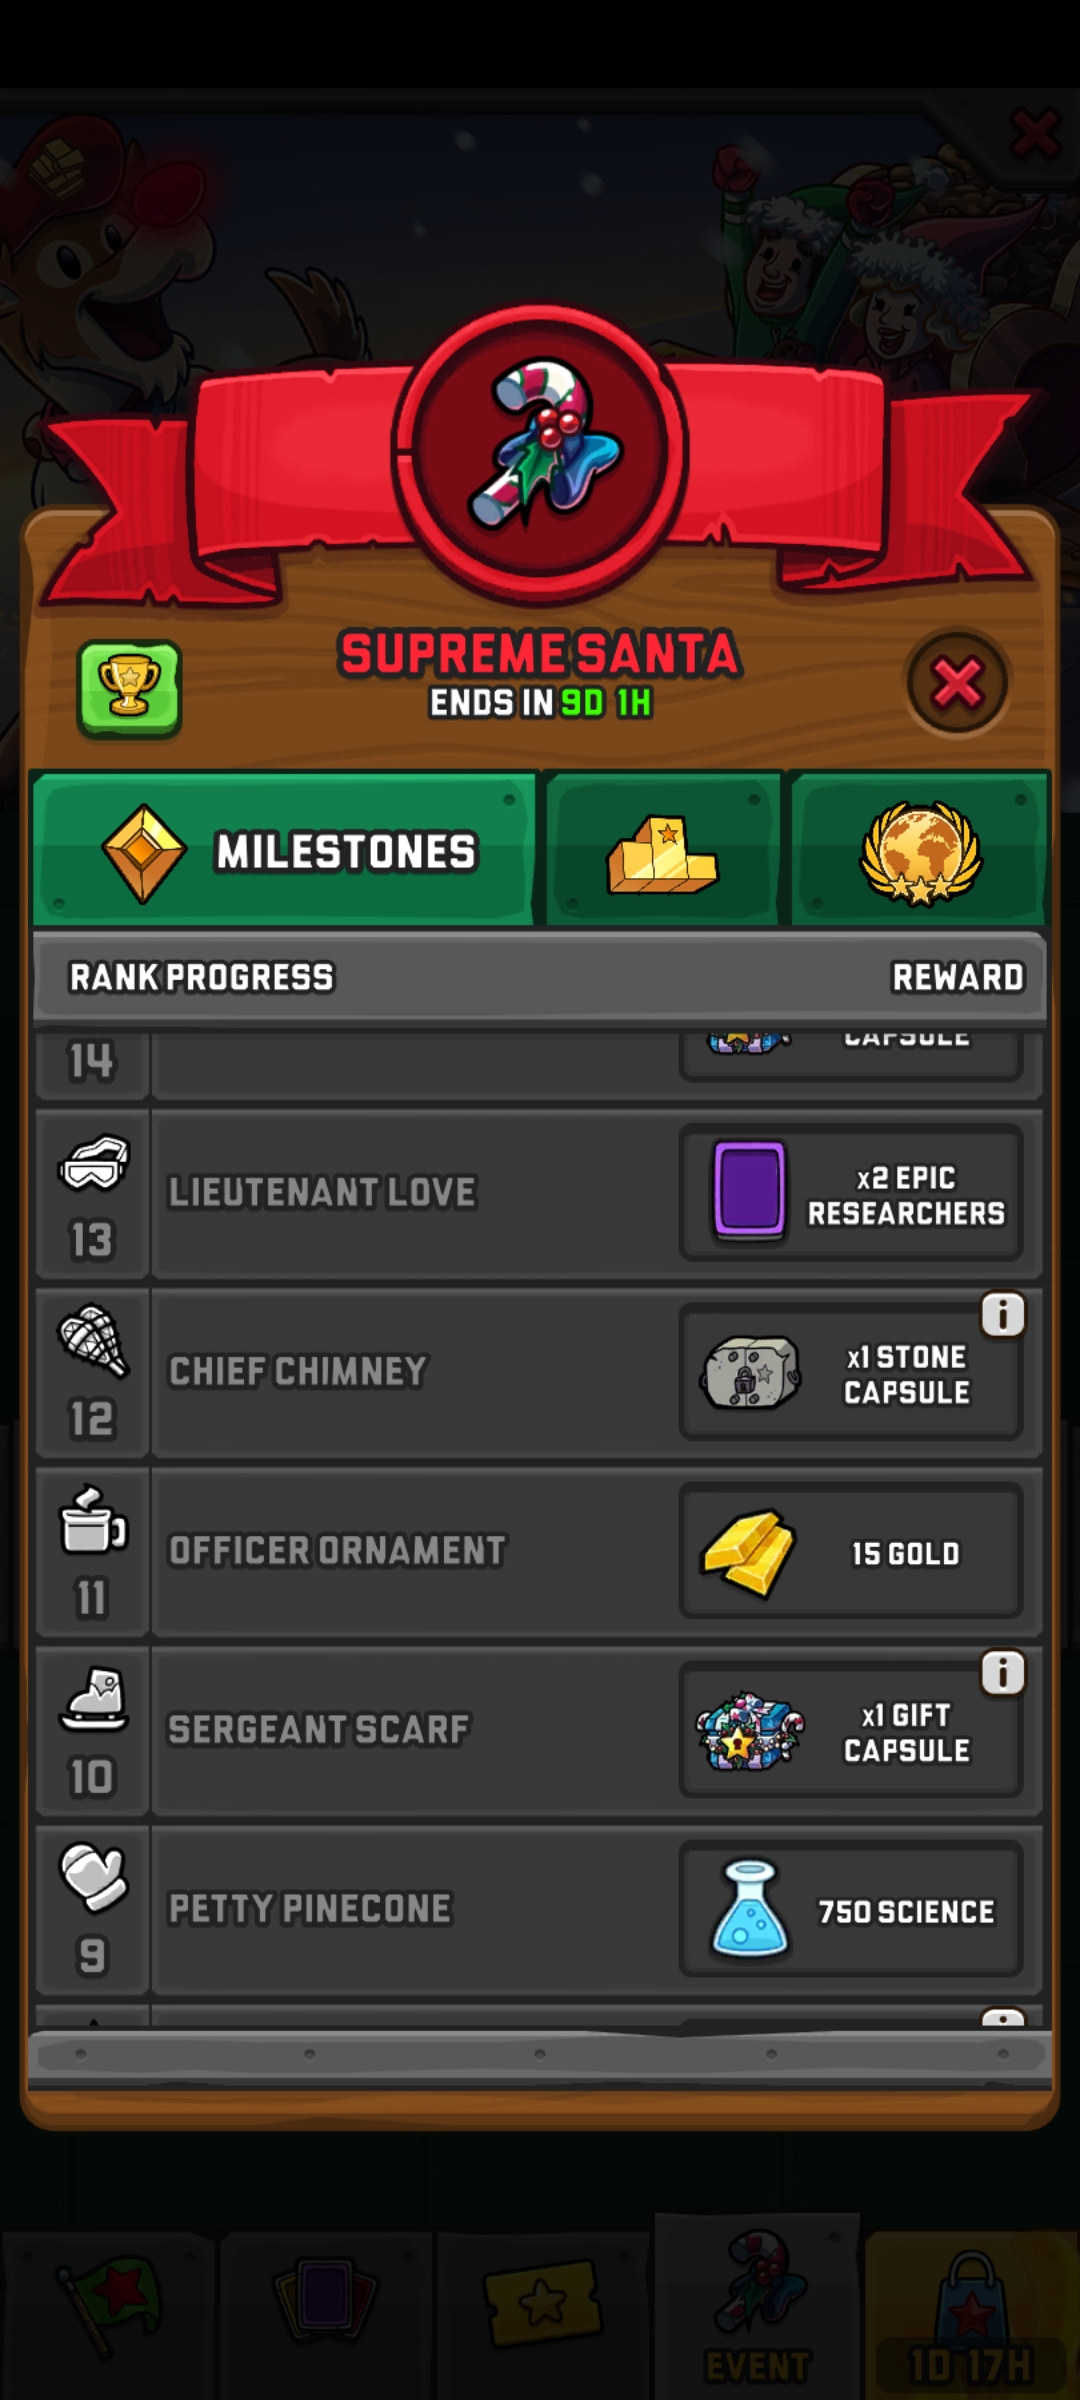 SUPREME SANTA
ENDS IN 9D 1H
MILESTONES
RANK PROGRESS
REWARD
14
CAPSULE
LIEUTENANT LOVE
13
x2 EPIC
RESEARCHERS
CHIEF CHIMNEY
12
x1 STONE
CAPSULE
i
OFFICER ORNAMENT
11
15 GOLD
SERGEANT SCARF
10
x1 GIFT
CAPSULE
i
PETTY PINECONE
9
750 SCIENCE
EVENT
1D 17H